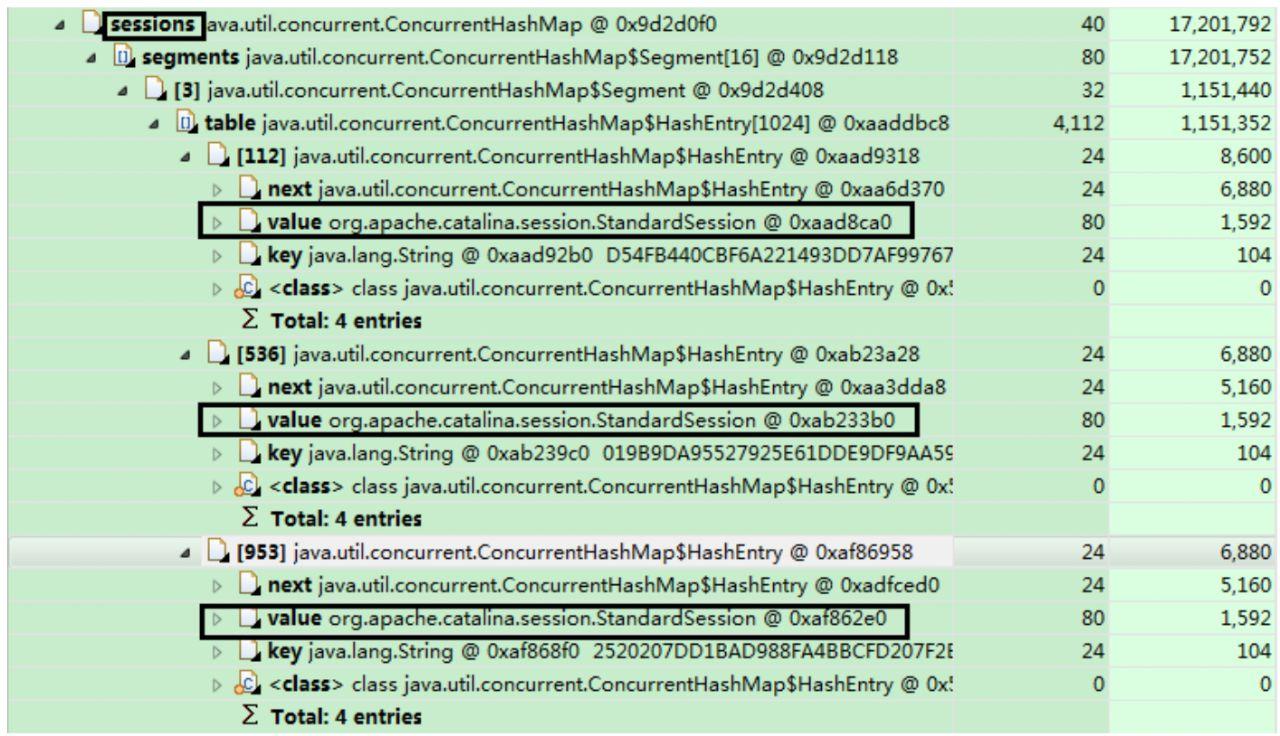 sessions java.util.concurrent.ConcurrentHashMap @ 0x9d2d0f0 40 17,201,792
segments java.util.concurrent.ConcurrentHashMap$Segment[16] @ 0x9d2d118 80 17,201,752
[3] java.util.concurrent.ConcurrentHashMap$Segment @ 0x9d2d408 32 1,151,440
table java.util.concurrent.ConcurrentHashMap$HashEntry[1024] @ 0xaaddbc8 4,112 1,151,352
[112] java.util.concurrent.ConcurrentHashMap$HashEntry @ 0xaad9318 24 8,600
next java.util.concurrent.ConcurrentHashMap$HashEntry @ 0xaa6d370 24 6,880
value org.apache.catalina.session.StandardSession @ 0xaad8ca0 80 1,592
key java.lang.String @ 0xaad92b0 D54FB440CBF6A221493DD7AF99767 24 104
<class> class java.util.concurrent.ConcurrentHashMap$HashEntry @ 0x5 0 0
Σ Total: 4 entries
[536] java.util.concurrent.ConcurrentHashMap$HashEntry @ 0xab23a28 24 6,880
next java.util.concurrent.ConcurrentHashMap$HashEntry @ 0xaa3dda8 24 5,160
value org.apache.catalina.session.StandardSession @ 0xab233b0 80 1,592
key java.lang.String @ 0xab239c0 019B9DA95527925E61DDE9DF9AA59 24 104
<class> class java.util.concurrent.ConcurrentHashMap$HashEntry @ 0x5 0 0
Σ Total: 4 entries
[953] java.util.concurrent.ConcurrentHashMap$HashEntry @ 0xaf86958 24 6,880
next java.util.concurrent.ConcurrentHashMap$HashEntry @ 0xadfced0 24 5,160
value org.apache.catalina.session.StandardSession @ 0xaf862e0 80 1,592
key java.lang.String @ 0xaf868f0 2520207DD1BAD988FA4BBCFD207F2E 24 104
<class> class java.util.concurrent.ConcurrentHashMap$HashEntry @ 0x5 0 0
Σ Total: 4 entries